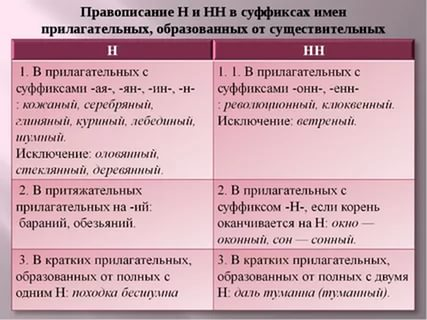 Правописание Н и НН в суффиксах имен
прилагательных, образованных от существительных
Н
1. В прилагательных с
суффиксами -ая-, -ян-, -ин-, -н-
: кожаный, серебряный,
глиняный, куриный, лебединый,
шумный.
Исключение: оловянный,
стеклянный, деревянный.
НН
1. 1. В прилагательных с
суффиксами -онн-, -енн-
: революционный, клюквенный.
Исключение: ветреный.
2. В притяжательных
прилагательных на -ий:
бараний, обезьяний.
2. В прилагательных с
суффиксом -Н-, если корень
оканчивается на Н: окно —
оконный, сон — сонный.
3. В кратких прилагательных,
образованных от полных с
одним Н: походка бесшумна
3. В кратких прилагательных,
образованных от полных с двумя
Н: даль туманна (туманный).